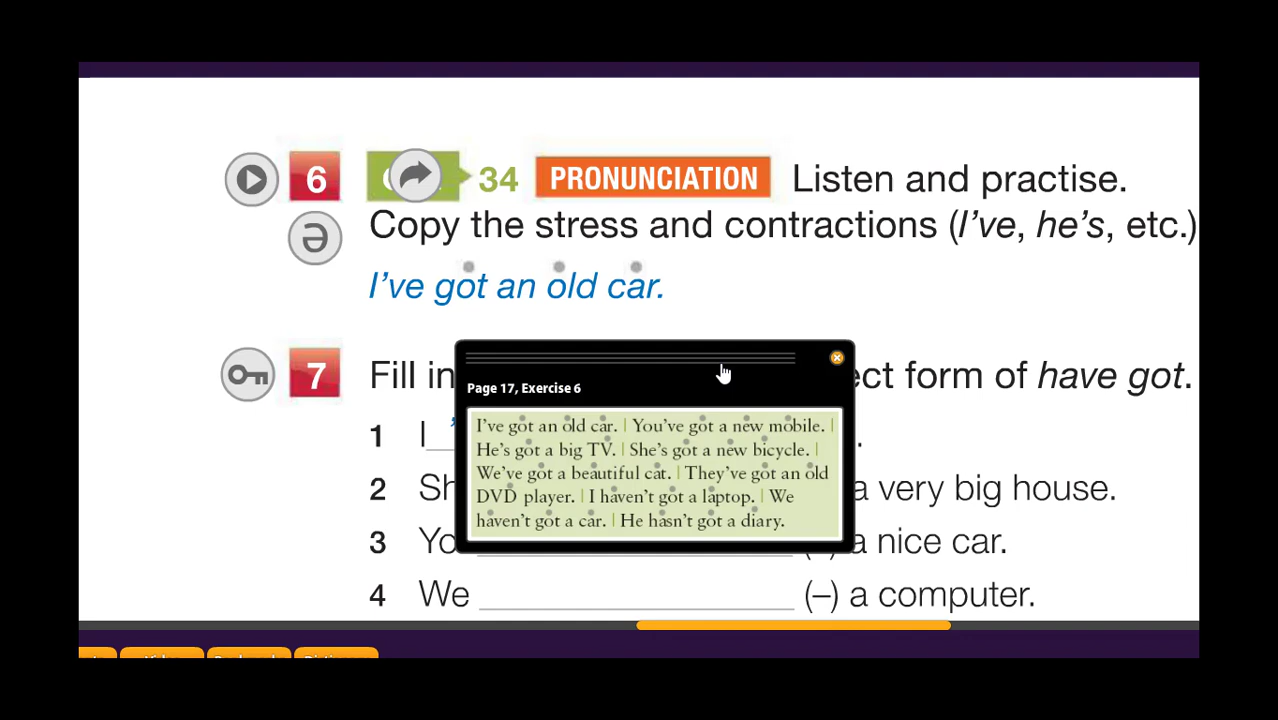 6 34 PRONUNCIATION Listen and practise.
ə Copy the stress and contractions (I've, he's, etc.)
I've got an old car.
7 Fill in ect form of have got.
Page 17, Exercise 6
I've got an old car. | You've got a new mobile. |
He's got a big TV. | She's got a new bicycle. |
We've got a beautiful cat. | They've got an old
DVD player. | I haven't got a laptop. | We
haven't got a car. | He hasn't got a diary.
1 I
2 Sh a very big house.
3 Yo (–) a nice car.
4 We (–) a computer.